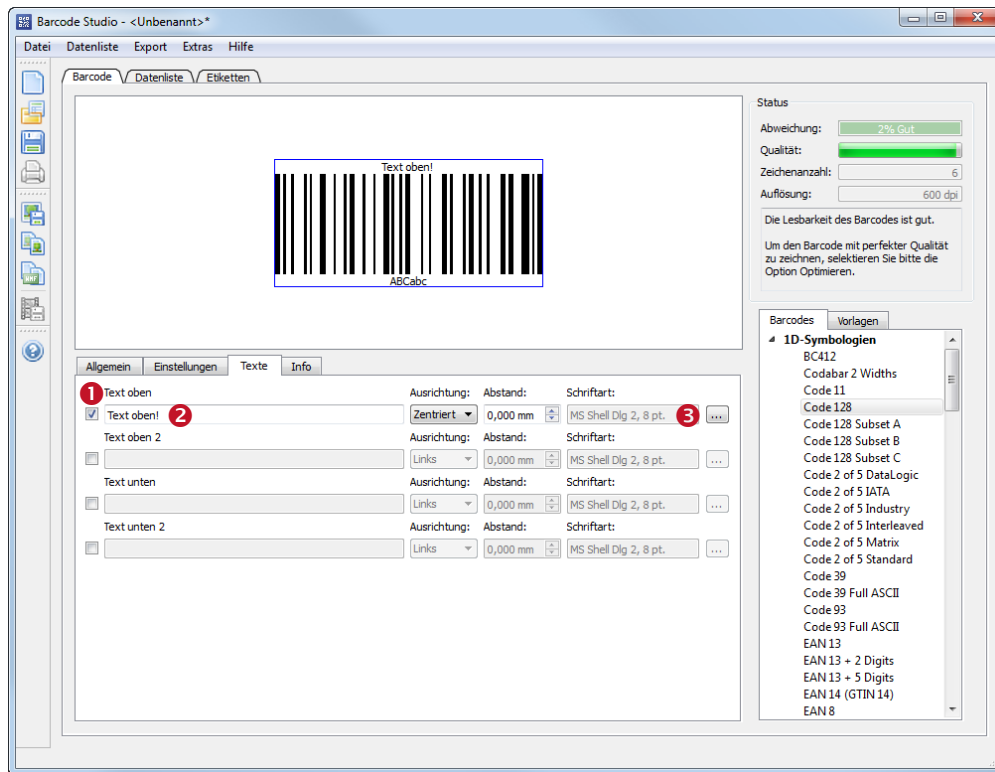 Barcode Studio - <Unbenannt>*
Datei Datenliste Export Extras Hilfe
Barcode Datenliste Etiketten
Text oben!
ABCabc
Status
Abweichung: 2% Gut
Qualität:
Zeichenanzahl: 6
Auflösung: 600 dpi
Die Lesbarkeit des Barcodes ist gut.
Um den Barcode mit perfekter Qualität
zu zeichnen, selektieren Sie bitte die
Option Optimieren.
Allgemein Einstellungen Texte Info
1 Text oben Ausrichtung: Abstand: Schriftart:
Text oben! 2 Zentriert 0,000 mm MS Shell Dlg 2, 8 pt. 3 ...
Text oben 2 Ausrichtung: Abstand: Schriftart:
Links 0,000 mm MS Shell Dlg 2, 8 pt. ...
Text unten Ausrichtung: Abstand: Schriftart:
Links 0,000 mm MS Shell Dlg 2, 8 pt. ...
Text unten 2 Ausrichtung: Abstand: Schriftart:
Links 0,000 mm MS Shell Dlg 2, 8 pt. ...
Barcodes Vorlagen
1D-Symbologien
BC412
Codabar 2 Widths
Code 11
Code 128
Code 128 Subset A
Code 128 Subset B
Code 128 Subset C
Code 2 of 5 DataLogic
Code 2 of 5 IATA
Code 2 of 5 Industry
Code 2 of 5 Interleaved
Code 2 of 5 Matrix
Code 2 of 5 Standard
Code 39
Code 39 Full ASCII
Code 93
Code 93 Full ASCII
EAN 13
EAN 13 + 2 Digits
EAN 13 + 5 Digits
EAN 14 (GTIN 14)
EAN 8